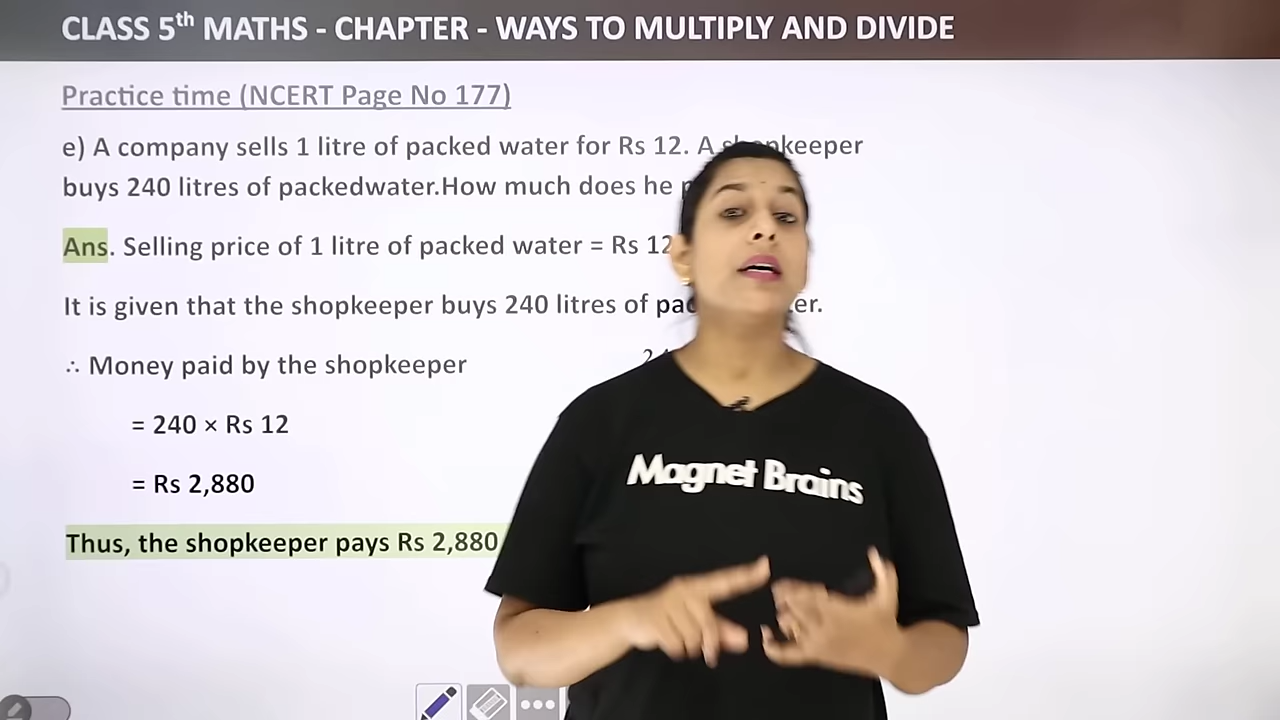 CLASS 5th MATHS - CHAPTER - WAYS TO MULTIPLY AND DIVIDE
Practice time (NCERT Page No 177)
e) A company sells 1 litre of packed water for Rs 12. A shopkeeper
buys 240 litres of packedwater.How much does he
Ans. Selling price of 1 litre of packed water = Rs 12
It is given that the shopkeeper buys 240 litres of
∴ Money paid by the shopkeeper
= 240 × Rs 12
= Rs 2,880
Thus, the shopkeeper pays Rs 2,880
Magnet Brains